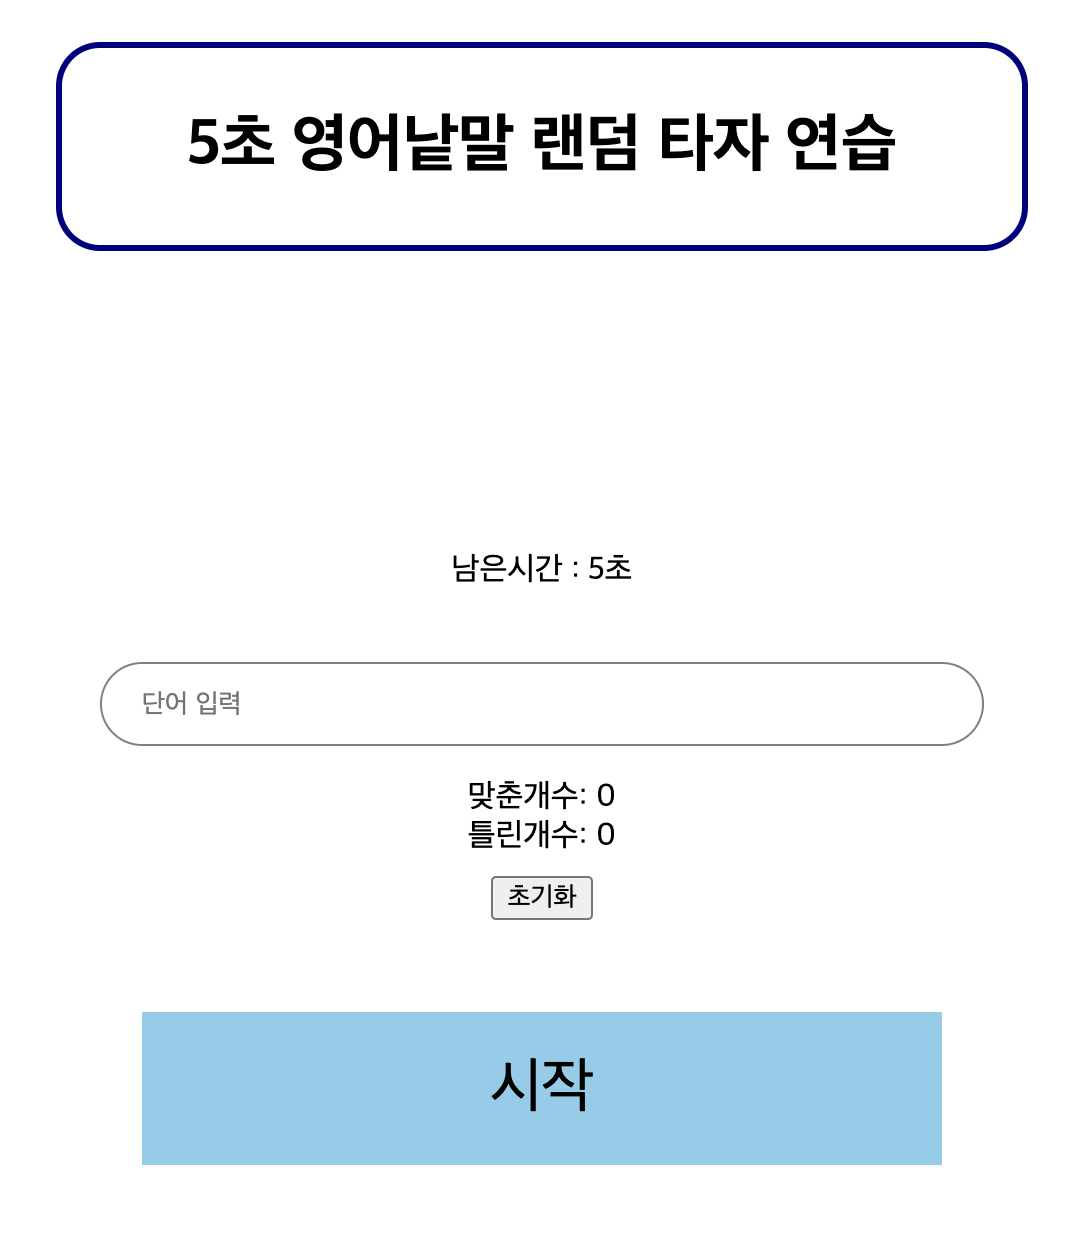 5초 영어낱말 랜덤 타자 연습
남은시간 : 5초
단어 입력
맞춘개수: 0
틀린개수: 0
초기화
시작